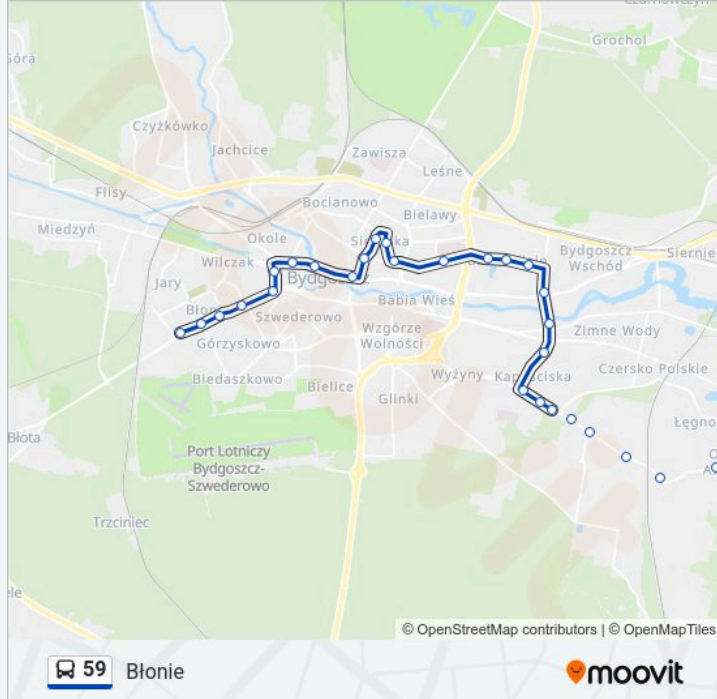 Góra
Grochol
Czyżkówko
Jachcice
Zawisza
Leśne
Flisy
Bocianowo
Bielawy
Miedzyń
Okole
Bydgoszcz
Wschód
Siernie
Wilczak
Jary
Babia Wieś
Szwederowo
Wzgórze
Wolności
Zimne Wody
Górzyskowo
Biedaszkowo
Bielice
Glinki
Wyżyny
Czersko Polskie
Łęgno
Błota
Port Lotniczy
Bydgoszcz-
Szwederowo
Trzciniec
© OpenStreetMap contributors | © OpenMapTiles
59 Błonie
moovit